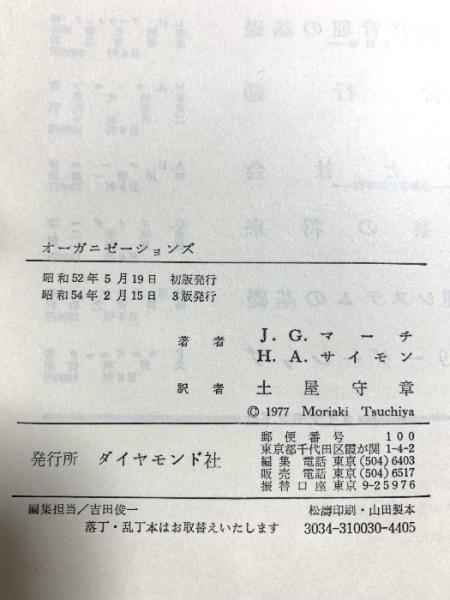 オーガニゼーションズ
昭和52年5月19日 初版発行
昭和54年2月15日 3版発行
著者 J.G.マーチ
H.A.サイモン
訳者 土屋守章
© 1977 Moriaki Tsuchiya
発行所 ダイヤモンド社
郵便番号 100
東京都千代田区霞が関1-4-2
編集 電話 東京(504)6403
販売 電話 東京(504)6517
振替口座 東京9-25976
編集担当/吉田俊一
松濤印刷・山田製本
落丁・乱丁本はお取替えいたします
3034-310030-4405